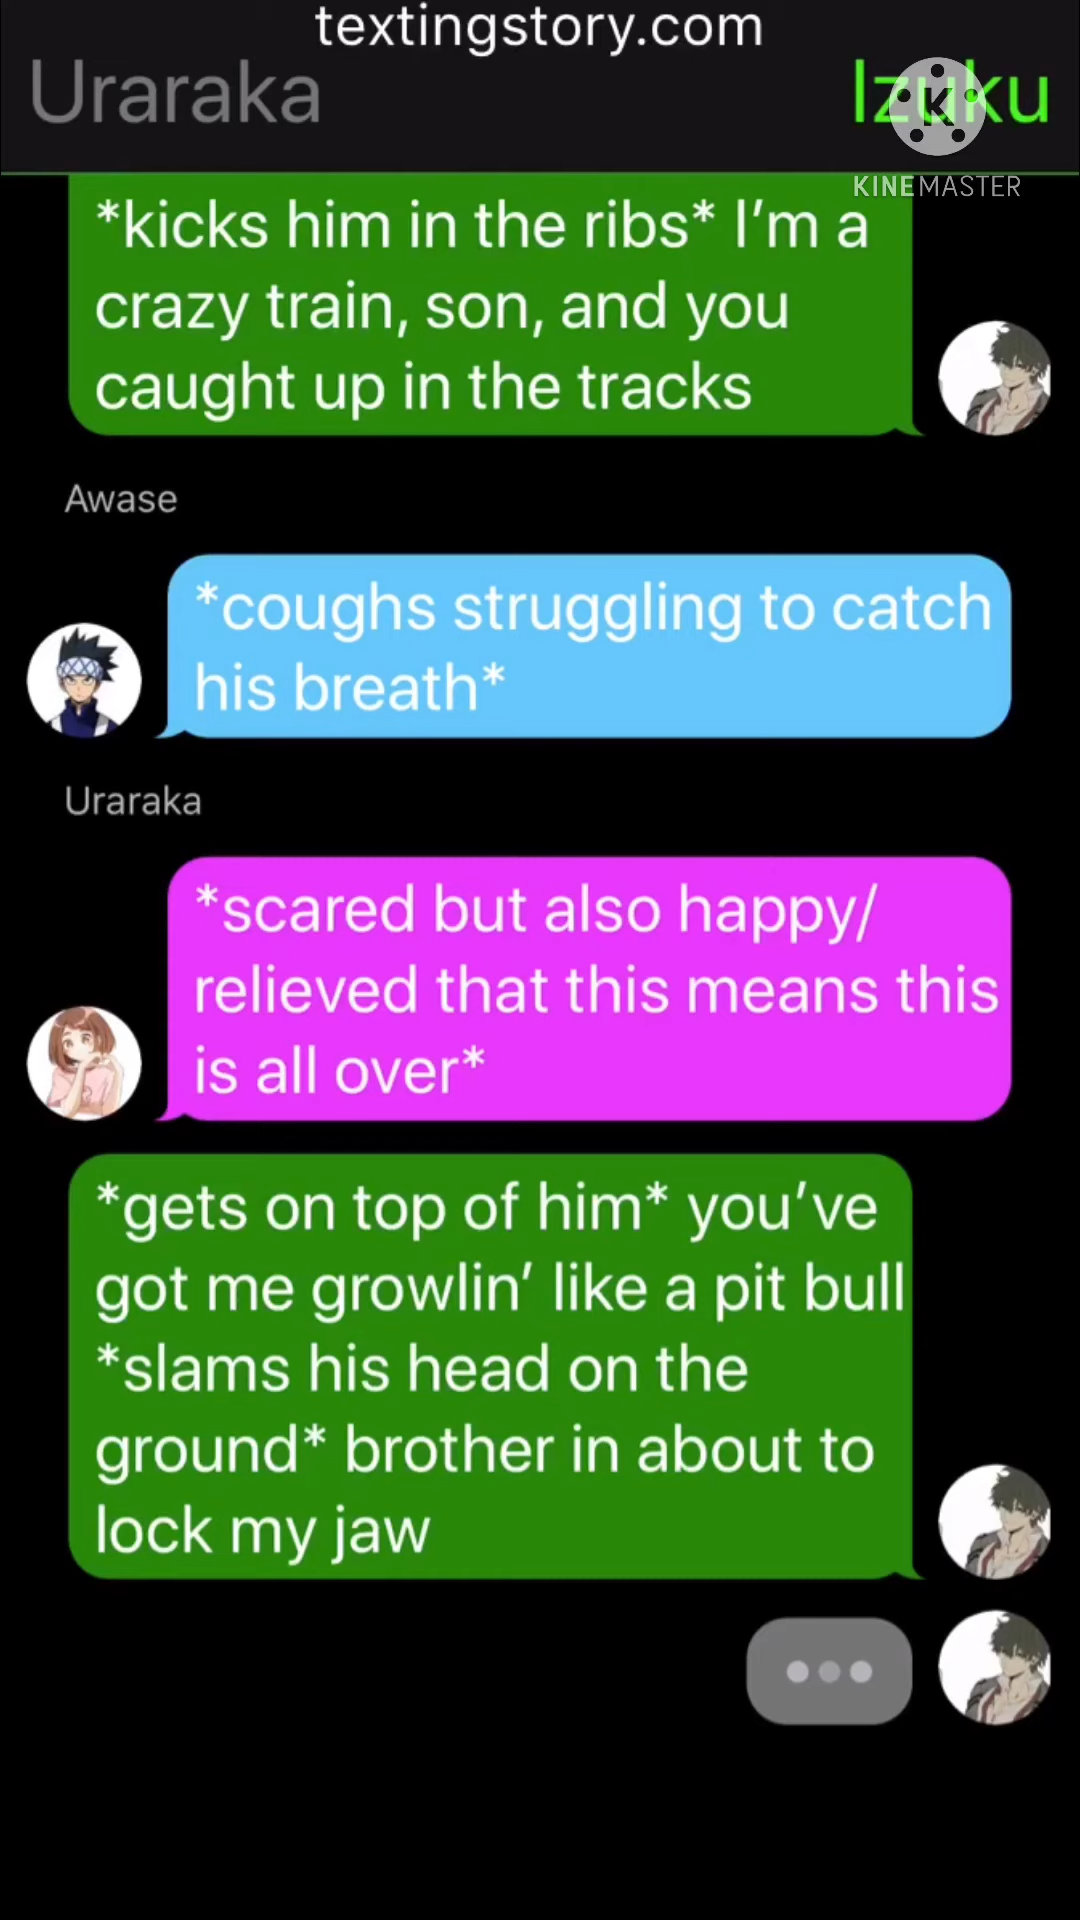 textingstory.com
Uraraka
Izuku
KINEMASTER
*kicks him in the ribs* I’m a
crazy train, son, and you
caught up in the tracks
Awase
*coughs struggling to catch
his breath*
Uraraka
*scared but also happy/
relieved that this means this
is all over*
*gets on top of him* you’ve
got me growlin’ like a pit bull
*slams his head on the
ground* brother in about to
lock my jaw